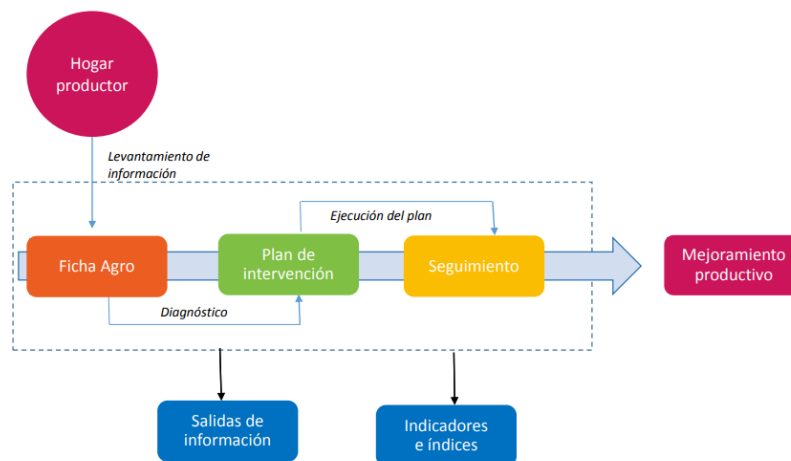 Hogar
productor
Levantamiento de
información
Ejecución del plan
Ficha Agro
Plan de
intervención
Seguimiento
Mejoramiento
productivo
Diagnóstico
Salidas de
información
Indicadores
e índices